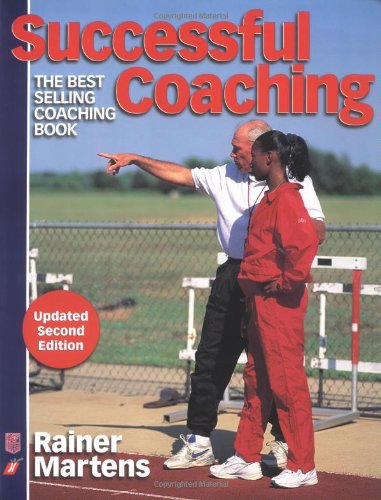 Successful
Coaching
THE BEST
SELLING
COACHING
BOOK
Updated
Second
Edition
Rainer
Martens